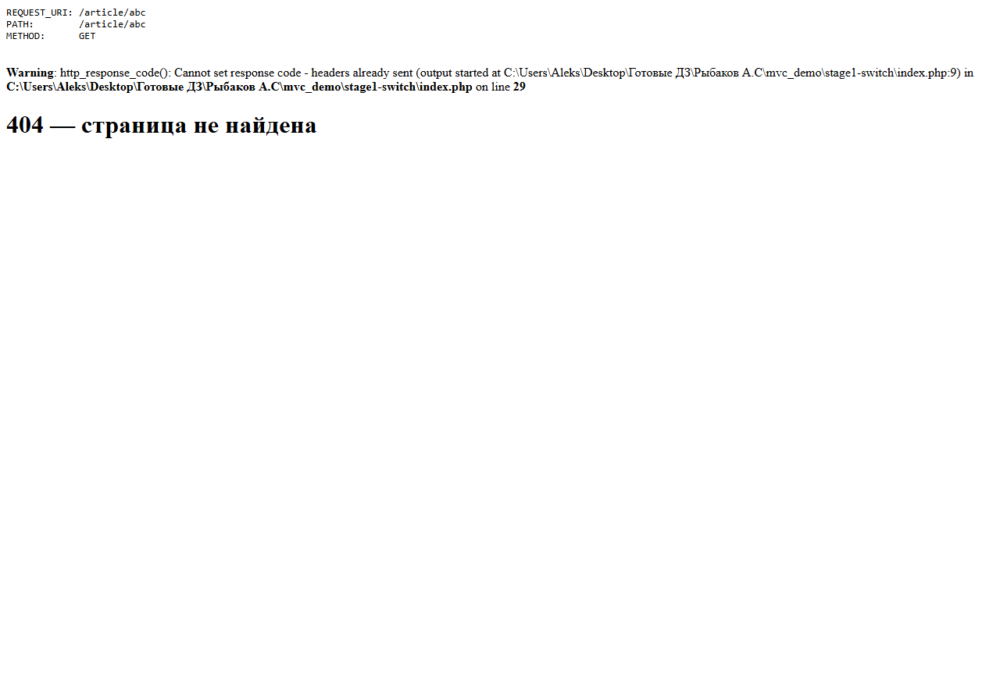 REQUEST_URI: /article/abc
PATH:        /article/abc
METHOD:      GET
Warning: http_response_code(): Cannot set response code - headers already sent (output started at C:\Users\Aleks\Desktop\Готовые ДЗ\Рыбаков А.С\mvc_demo\stage1-switch\index.php:9) in
C:\Users\Aleks\Desktop\Готовые ДЗ\Рыбаков А.С\mvc_demo\stage1-switch\index.php on line 29
404 — страница не найдена